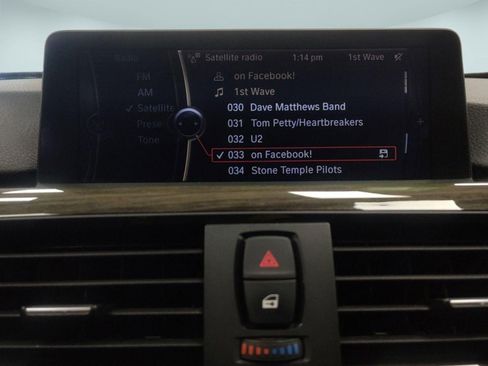 Radio
Satellite radio 1:14 pm 1st Wave
FM
on Facebook!
AM
1st Wave
Satellite
030 Dave Matthews Band
Prese
031 Tom Petty/Heartbreakers
Tone
032 U2
033 on Facebook!
034 Stone Temple Pilots